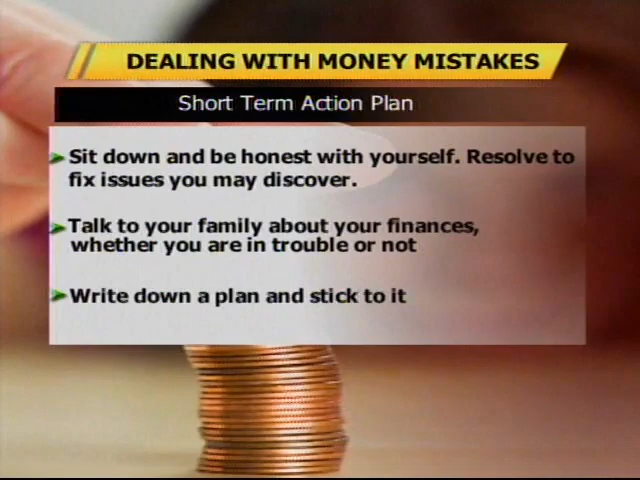 DEALING WITH MONEY MISTAKES
Short Term Action Plan
Sit down and be honest with yourself. Resolve to
fix issues you may discover.
Talk to your family about your finances,
whether you are in trouble or not
Write down a plan and stick to it